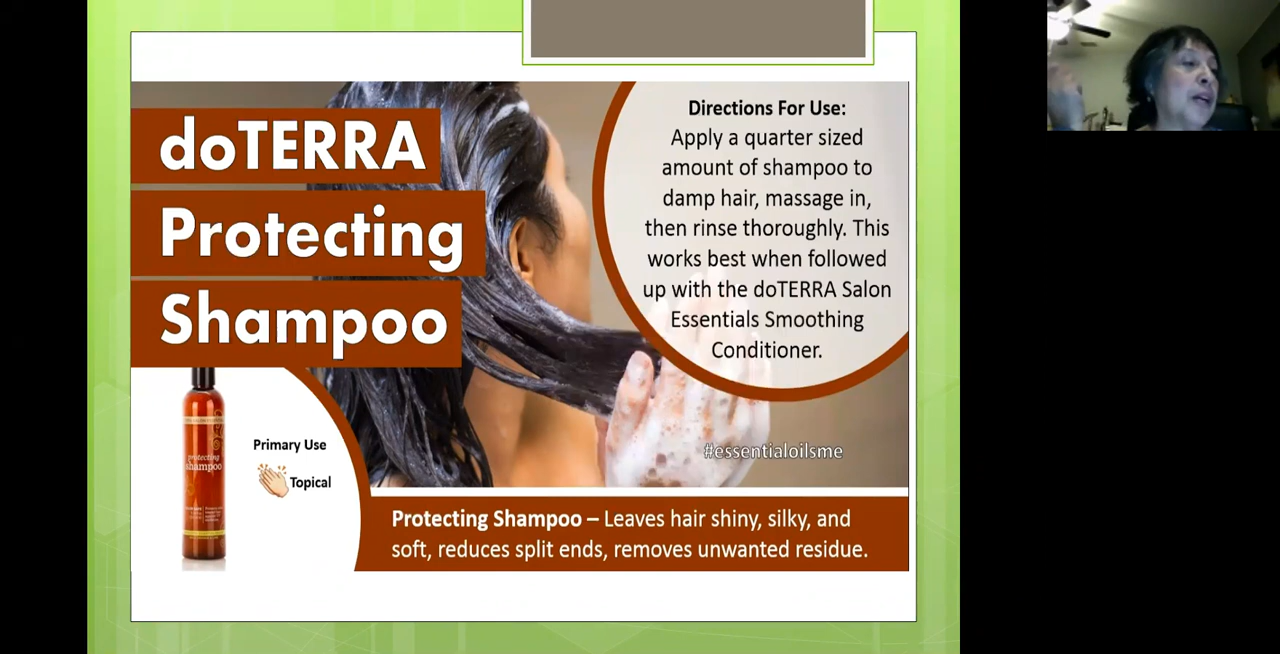 doTERRA
Protecting
Shampoo
Directions For Use:
Apply a quarter sized
amount of shampoo to
damp hair, massage in,
then rinse thoroughly. This
works best when followed
up with the doTERRA Salon
Essentials Smoothing
Conditioner.
#essentialoilsme
protecting
shampoo
Primary Use
Topical
Protecting Shampoo – Leaves hair shiny, silky, and
soft, reduces split ends, removes unwanted residue.